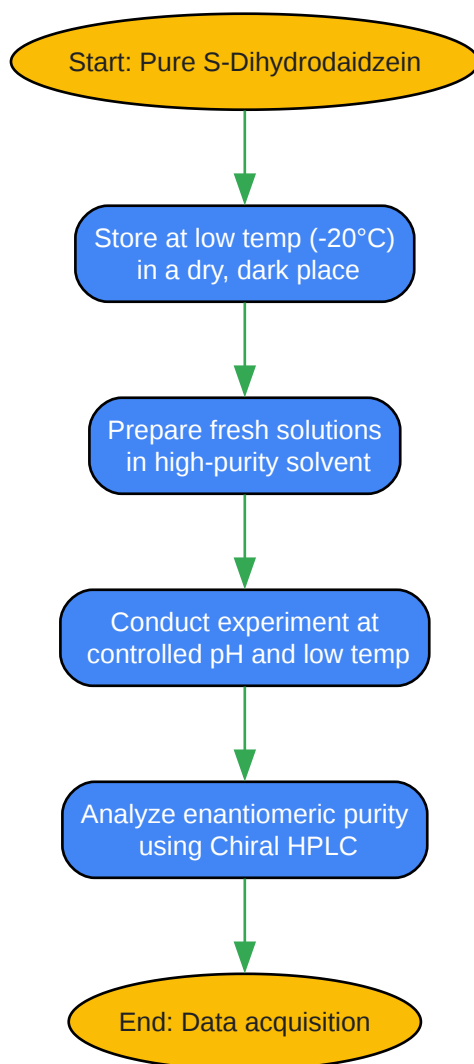 Start: Pure S-Dihydrodaidzein
Store at low temp (-20°C)
in a dry, dark place
Prepare fresh solutions
in high-purity solvent
Conduct experiment at
controlled pH and low temp
Analyze enantiomeric purity
using Chiral HPLC
End: Data acquisition